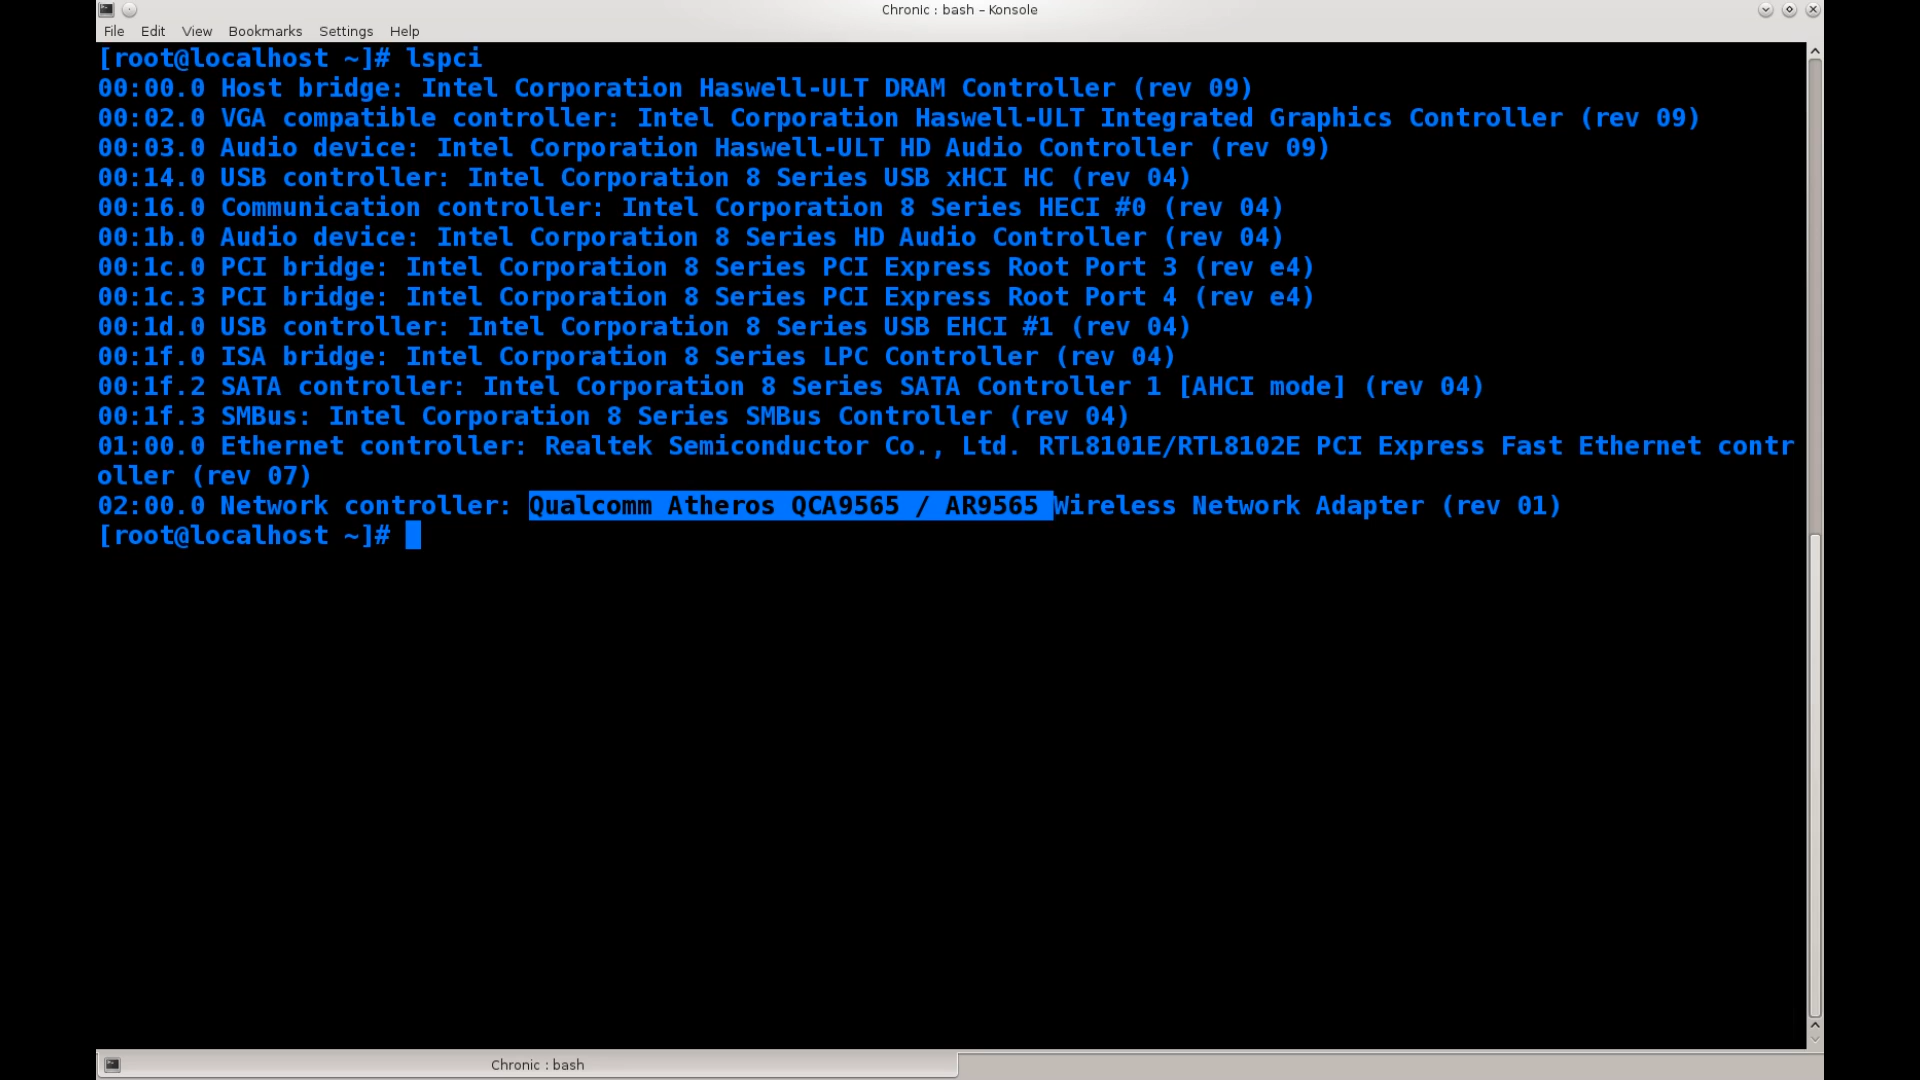 Chronic : bash – Konsole
File Edit View Bookmarks Settings Help
[root@localhost ~]# lspci
00:00.0 Host bridge: Intel Corporation Haswell-ULT DRAM Controller (rev 09)
00:02.0 VGA compatible controller: Intel Corporation Haswell-ULT Integrated Graphics Controller (rev 09)
00:03.0 Audio device: Intel Corporation Haswell-ULT HD Audio Controller (rev 09)
00:14.0 USB controller: Intel Corporation 8 Series USB xHCI HC (rev 04)
00:16.0 Communication controller: Intel Corporation 8 Series HECI #0 (rev 04)
00:1b.0 Audio device: Intel Corporation 8 Series HD Audio Controller (rev 04)
00:1c.0 PCI bridge: Intel Corporation 8 Series PCI Express Root Port 3 (rev e4)
00:1c.3 PCI bridge: Intel Corporation 8 Series PCI Express Root Port 4 (rev e4)
00:1d.0 USB controller: Intel Corporation 8 Series USB EHCI #1 (rev 04)
00:1f.0 ISA bridge: Intel Corporation 8 Series LPC Controller (rev 04)
00:1f.2 SATA controller: Intel Corporation 8 Series SATA Controller 1 [AHCI mode] (rev 04)
00:1f.3 SMBus: Intel Corporation 8 Series SMBus Controller (rev 04)
01:00.0 Ethernet controller: Realtek Semiconductor Co., Ltd. RTL8101E/RTL8102E PCI Express Fast Ethernet contr
oller (rev 07)
02:00.0 Network controller: Qualcomm Atheros QCA9565 / AR9565 Wireless Network Adapter (rev 01)
[root@localhost ~]#
Chronic : bash